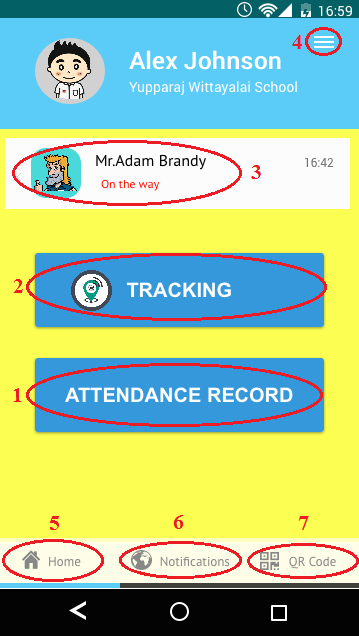 16:59
Alex Johnson
4
Yupparaj Wittayalai School
Mr.Adam Brandy
16:42
3
On the way
2
TRACKING
1
ATTENDANCE RECORD
5
6
7
Home
Notifications
QR Code